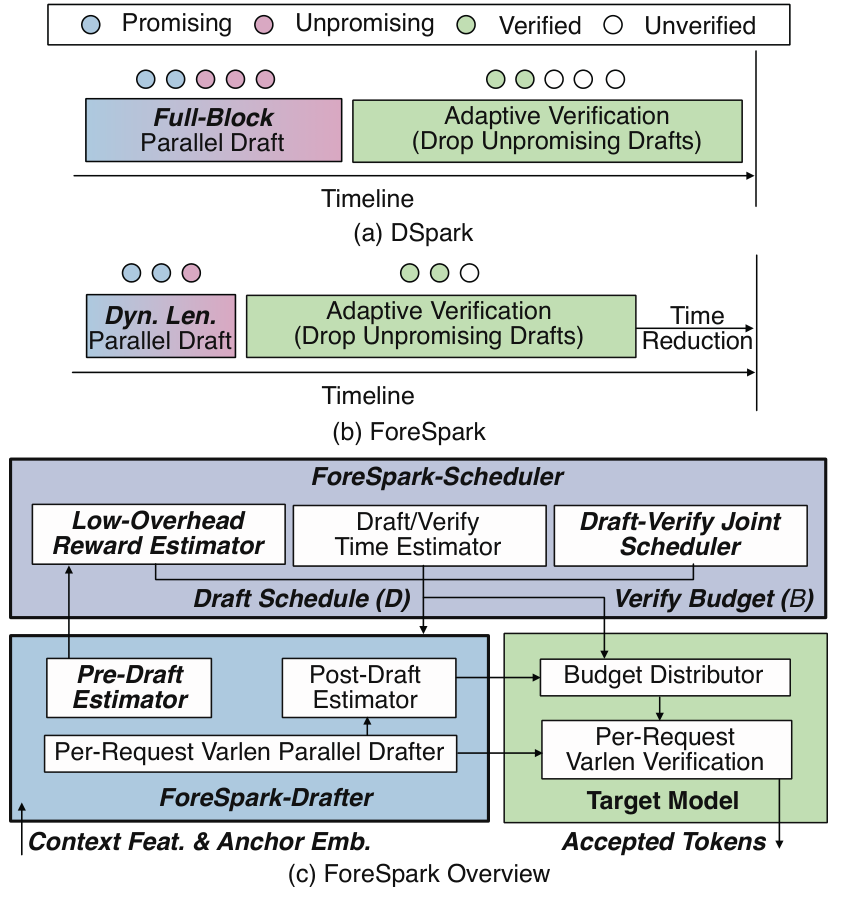 Promising Unpromising Verified Unverified
Full-Block
Parallel Draft
Adaptive Verification
(Drop Unpromising Drafts)
Timeline
(a) DSpark
Dyn. Len.
Parallel Draft
Adaptive Verification
(Drop Unpromising Drafts)
Time
Reduction
Timeline
(b) ForeSpark
ForeSpark-Scheduler
Low-Overhead
Reward Estimator
Draft/Verify
Time Estimator
Draft-Verify Joint
Scheduler
Draft Schedule (D)
Verify Budget (B)
Pre-Draft
Estimator
Post-Draft
Estimator
Per-Request Varlen Parallel Drafter
ForeSpark-Drafter
Budget Distributor
Per-Request
Varlen Verification
Target Model
Context Feat. & Anchor Emb.
Accepted Tokens
(c) ForeSpark Overview